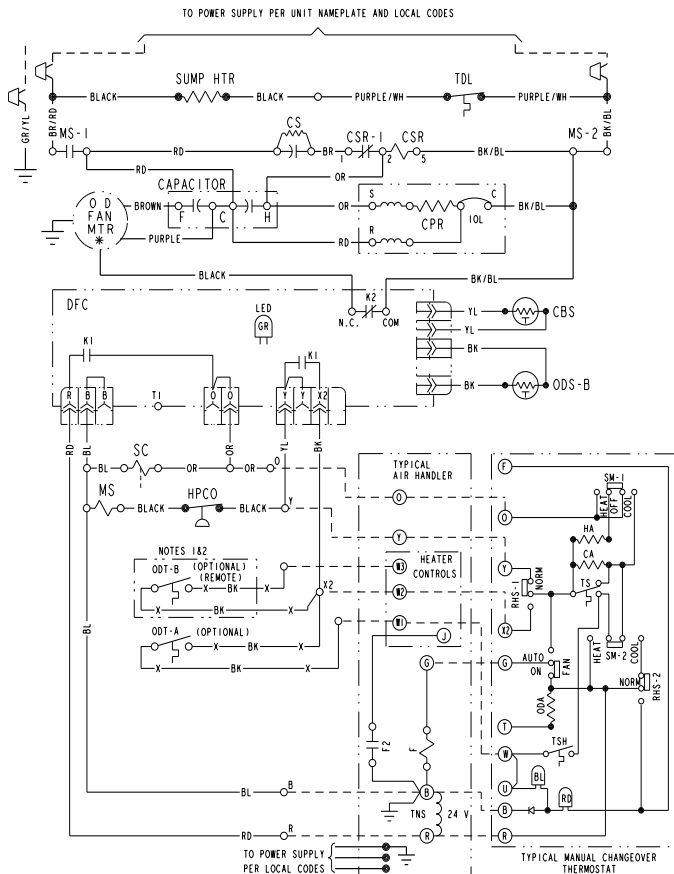 TO POWER SUPPLY PER UNIT NAMEPLATE AND LOCAL CODES
SUMP HTR
TDL
BLACK
BLACK
PURPLE/WH
PURPLE/WH
GR/YL
BR/RD
BK/BL
MS-1
CS
CSR-1
CSR
MS-2
RD
BR
1
2
5
BK/BL
RD
OR
CAPACITOR
O D
FAN
MTR
*
BROWN
F
C
H
OR
S
C
BK/BL
CPR
IOL
PURPLE
RD
R
BLACK
BK/BL
DFC
LED
GR
K2
N.C.
COM
YL
CBS
YL
BK
BK
ODS-B
K1
K1
R
B
B
T1
O
O
Y
Y
X2
RD
BL
OR
YL
BK
SC
BL
OR
OR
O
MS
HPCO
BLACK
BLACK
Y
TYPICAL
AIR HANDLER
O
Y
NOTES 1&2
ODT-B
(OPTIONAL)
(REMOTE)
X
BK
X
X
BK
X
X2
ODT-A
(OPTIONAL)
X
BK
X
X
BK
X
HEATER
CONTROLS
W3
W2
W1
J
G
BL
F2
F
BL
B
B
TNS
24 V
RD
R
R
TO POWER SUPPLY
PER LOCAL CODES
F
SM-1
HEAT
OFF
COOL
O
HA
CA
Y
RHS-1
NORM
TS
X2
HEAT
SM-2
COOL
G
AUTO
ON
FAN
NORM
RHS-2
ODA
T
W
TSH
U
BL
RD
B
R
TYPICAL MANUAL CHANGEOVER
THERMOSTAT